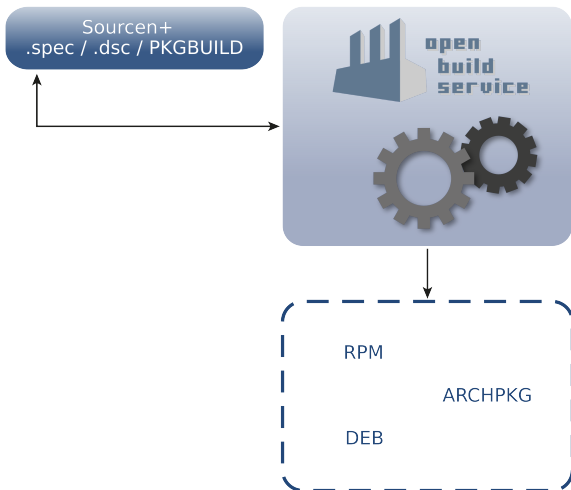 Sourcen+
.spec / .dsc / PKGBUILD
open
build
service
RPM
ARCHPKG
DEB